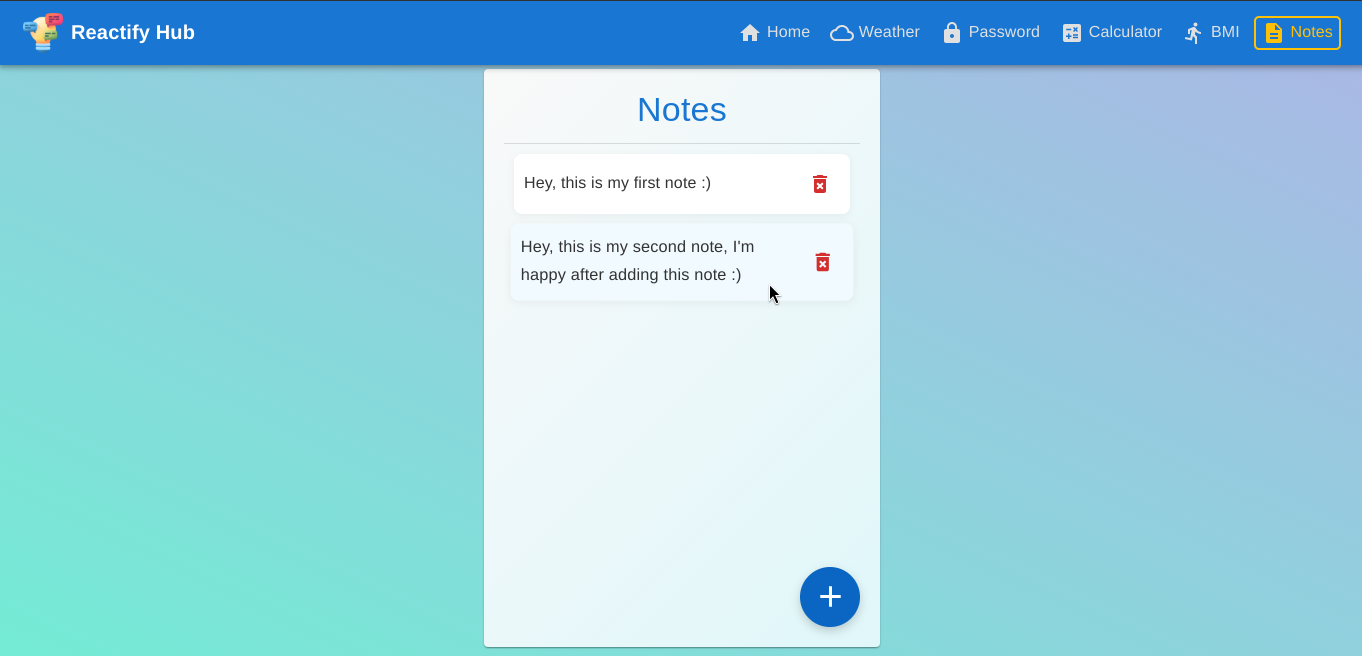 Reactify Hub
Home
Weather
Password
Calculator
BMI
Notes
Notes
Hey, this is my first note :)
Hey, this is my second note, I'm
happy after adding this note :)